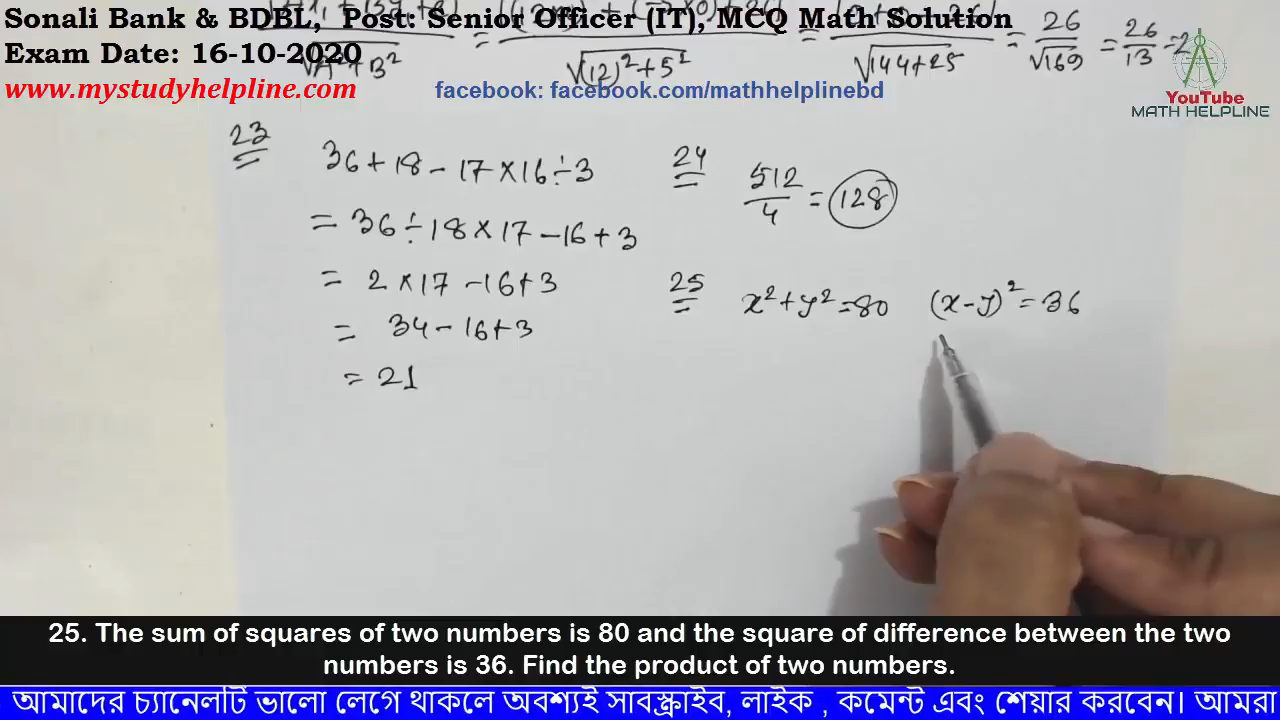 Sonali Bank & BDBL, Post: Senior Officer (IT), MCQ Math Solution
Exam Date: 16-10-2020
www.mystudyhelpline.com
facebook: facebook.com/mathhelplinebd
YouTube
MATH HELPLINE
= 26/√169 = 26/13 = 2
√A² + B² √(12)² + 5² √144+25
23
36 + 18 - 17 × 16 ÷ 3
= 36 ÷ 18 × 17 - 16 + 3
= 2 × 17 - 16 + 3
= 34 - 16 + 3
= 21
24
512/4 = 128
25
x² + y² = 80 (x - y)² = 36
25. The sum of squares of two numbers is 80 and the square of difference between the two
numbers is 36. Find the product of two numbers.
আমাদের চ্যানেলটি ভালো লেগে থাকলে অবশ্যই সাবস্ক্রাইব, লাইক , কমেন্ট এবং শেয়ার করবেন। আমরা